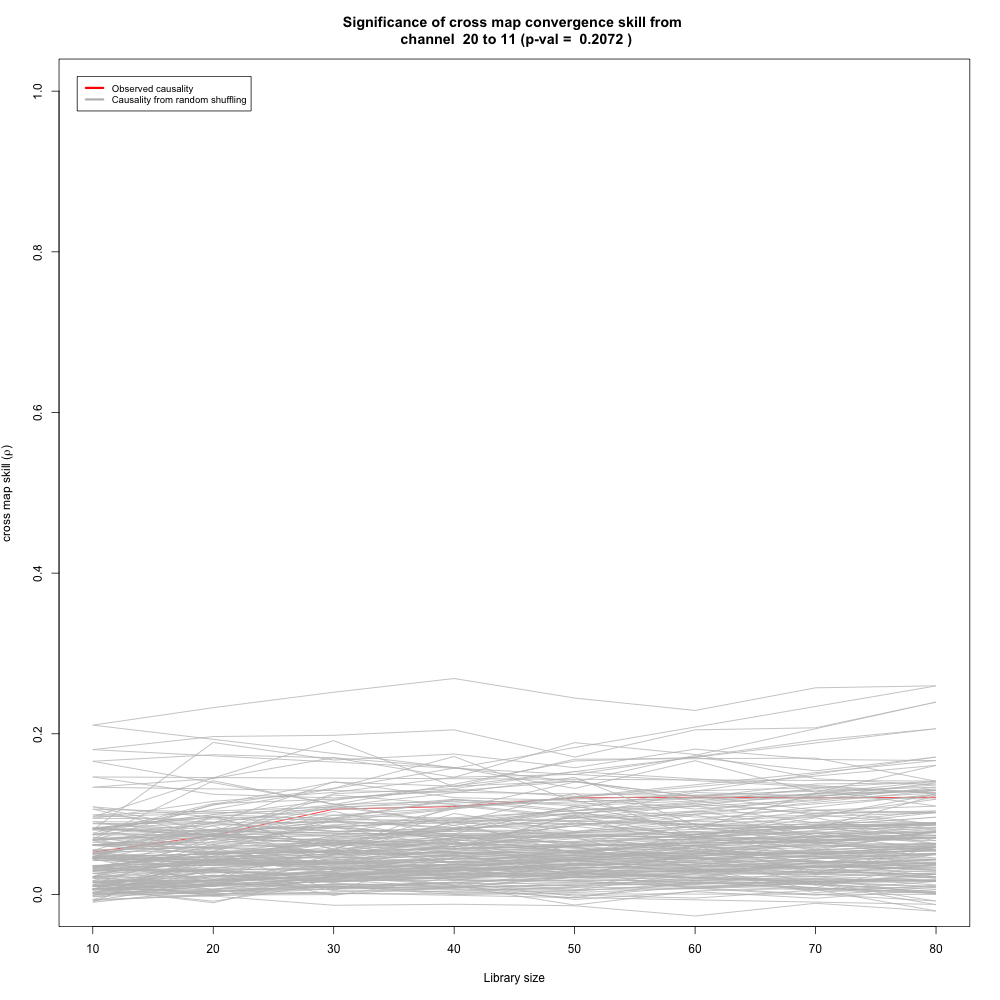 Significance of cross map convergence skill from
channel  20 to 11 (p-val =  0.2072 )
Observed causality
Causality from random shuffling
1.0
0.8
0.6
0.4
0.2
0.0
cross map skill (ρ)
10 20 30 40 50 60 70 80
Library size